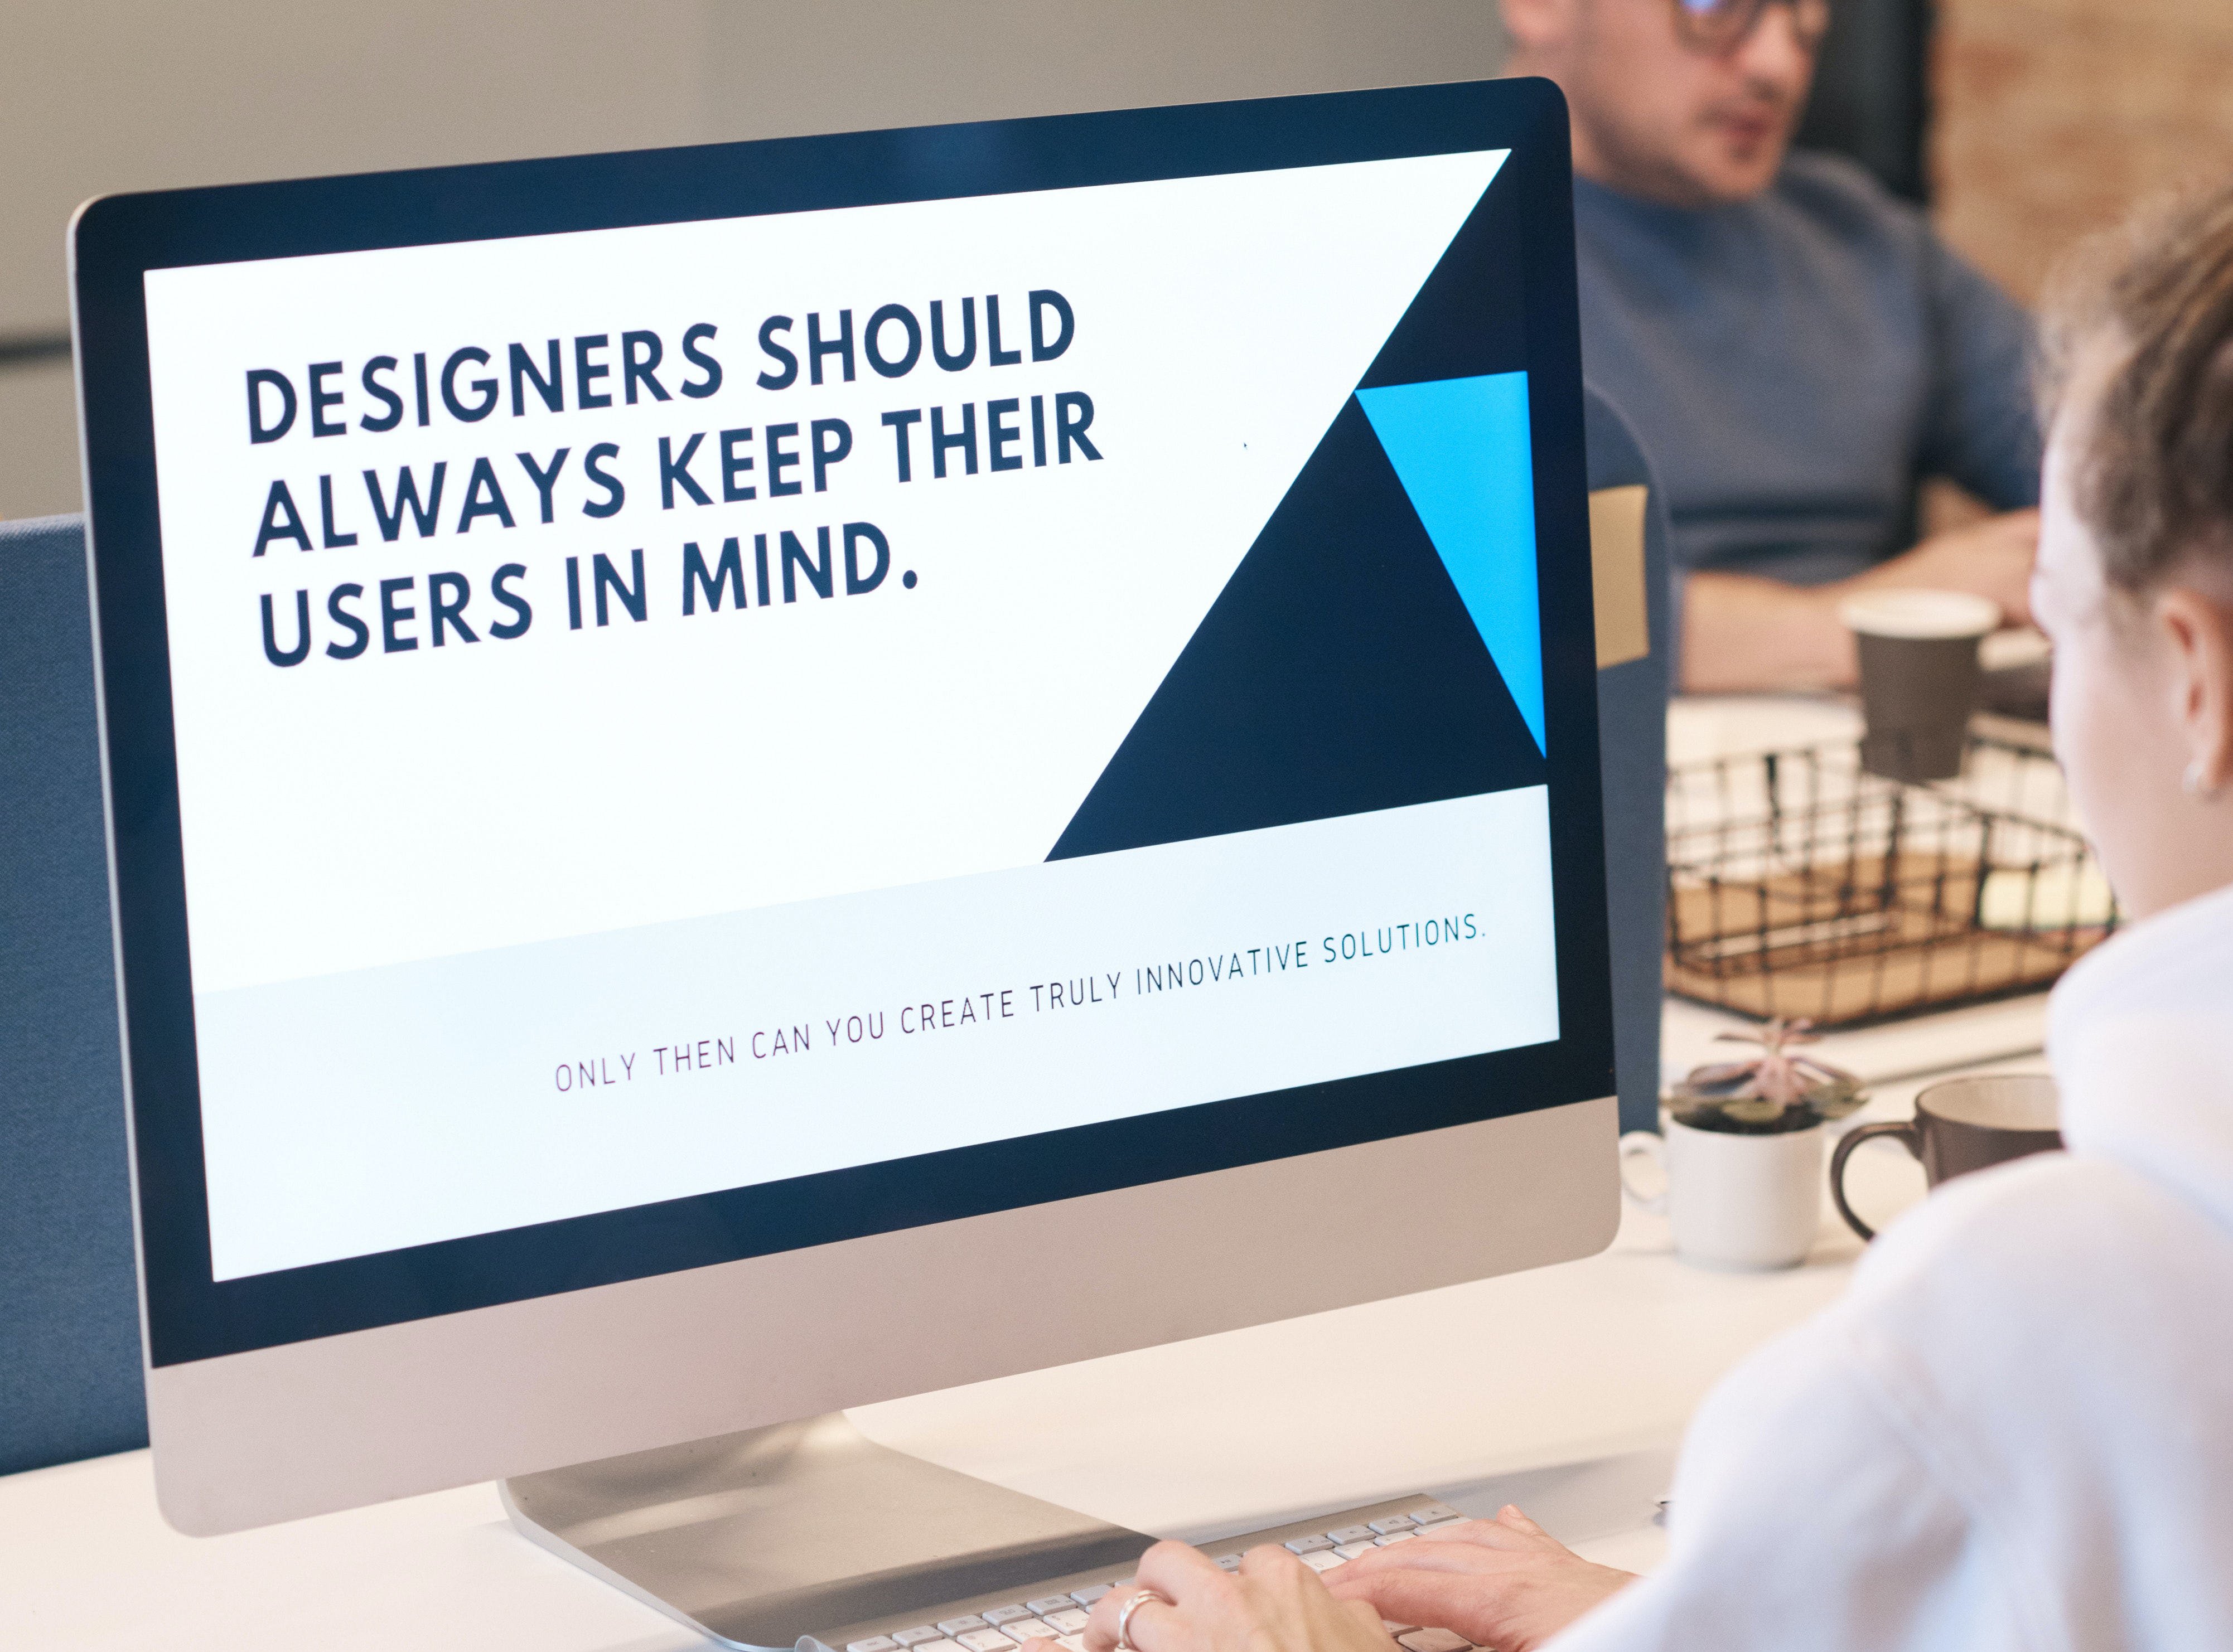 DESIGNERS SHOULD
ALWAYS KEEP THEIR
USERS IN MIND.
ONLY THEN CAN YOU CREATE TRULY INNOVATIVE SOLUTIONS.